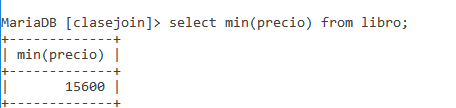 MariaDB [clasejoin]> select min(precio) from libro;
+-------------+
| min(precio) |
+-------------+
|       15600 |
+-------------+